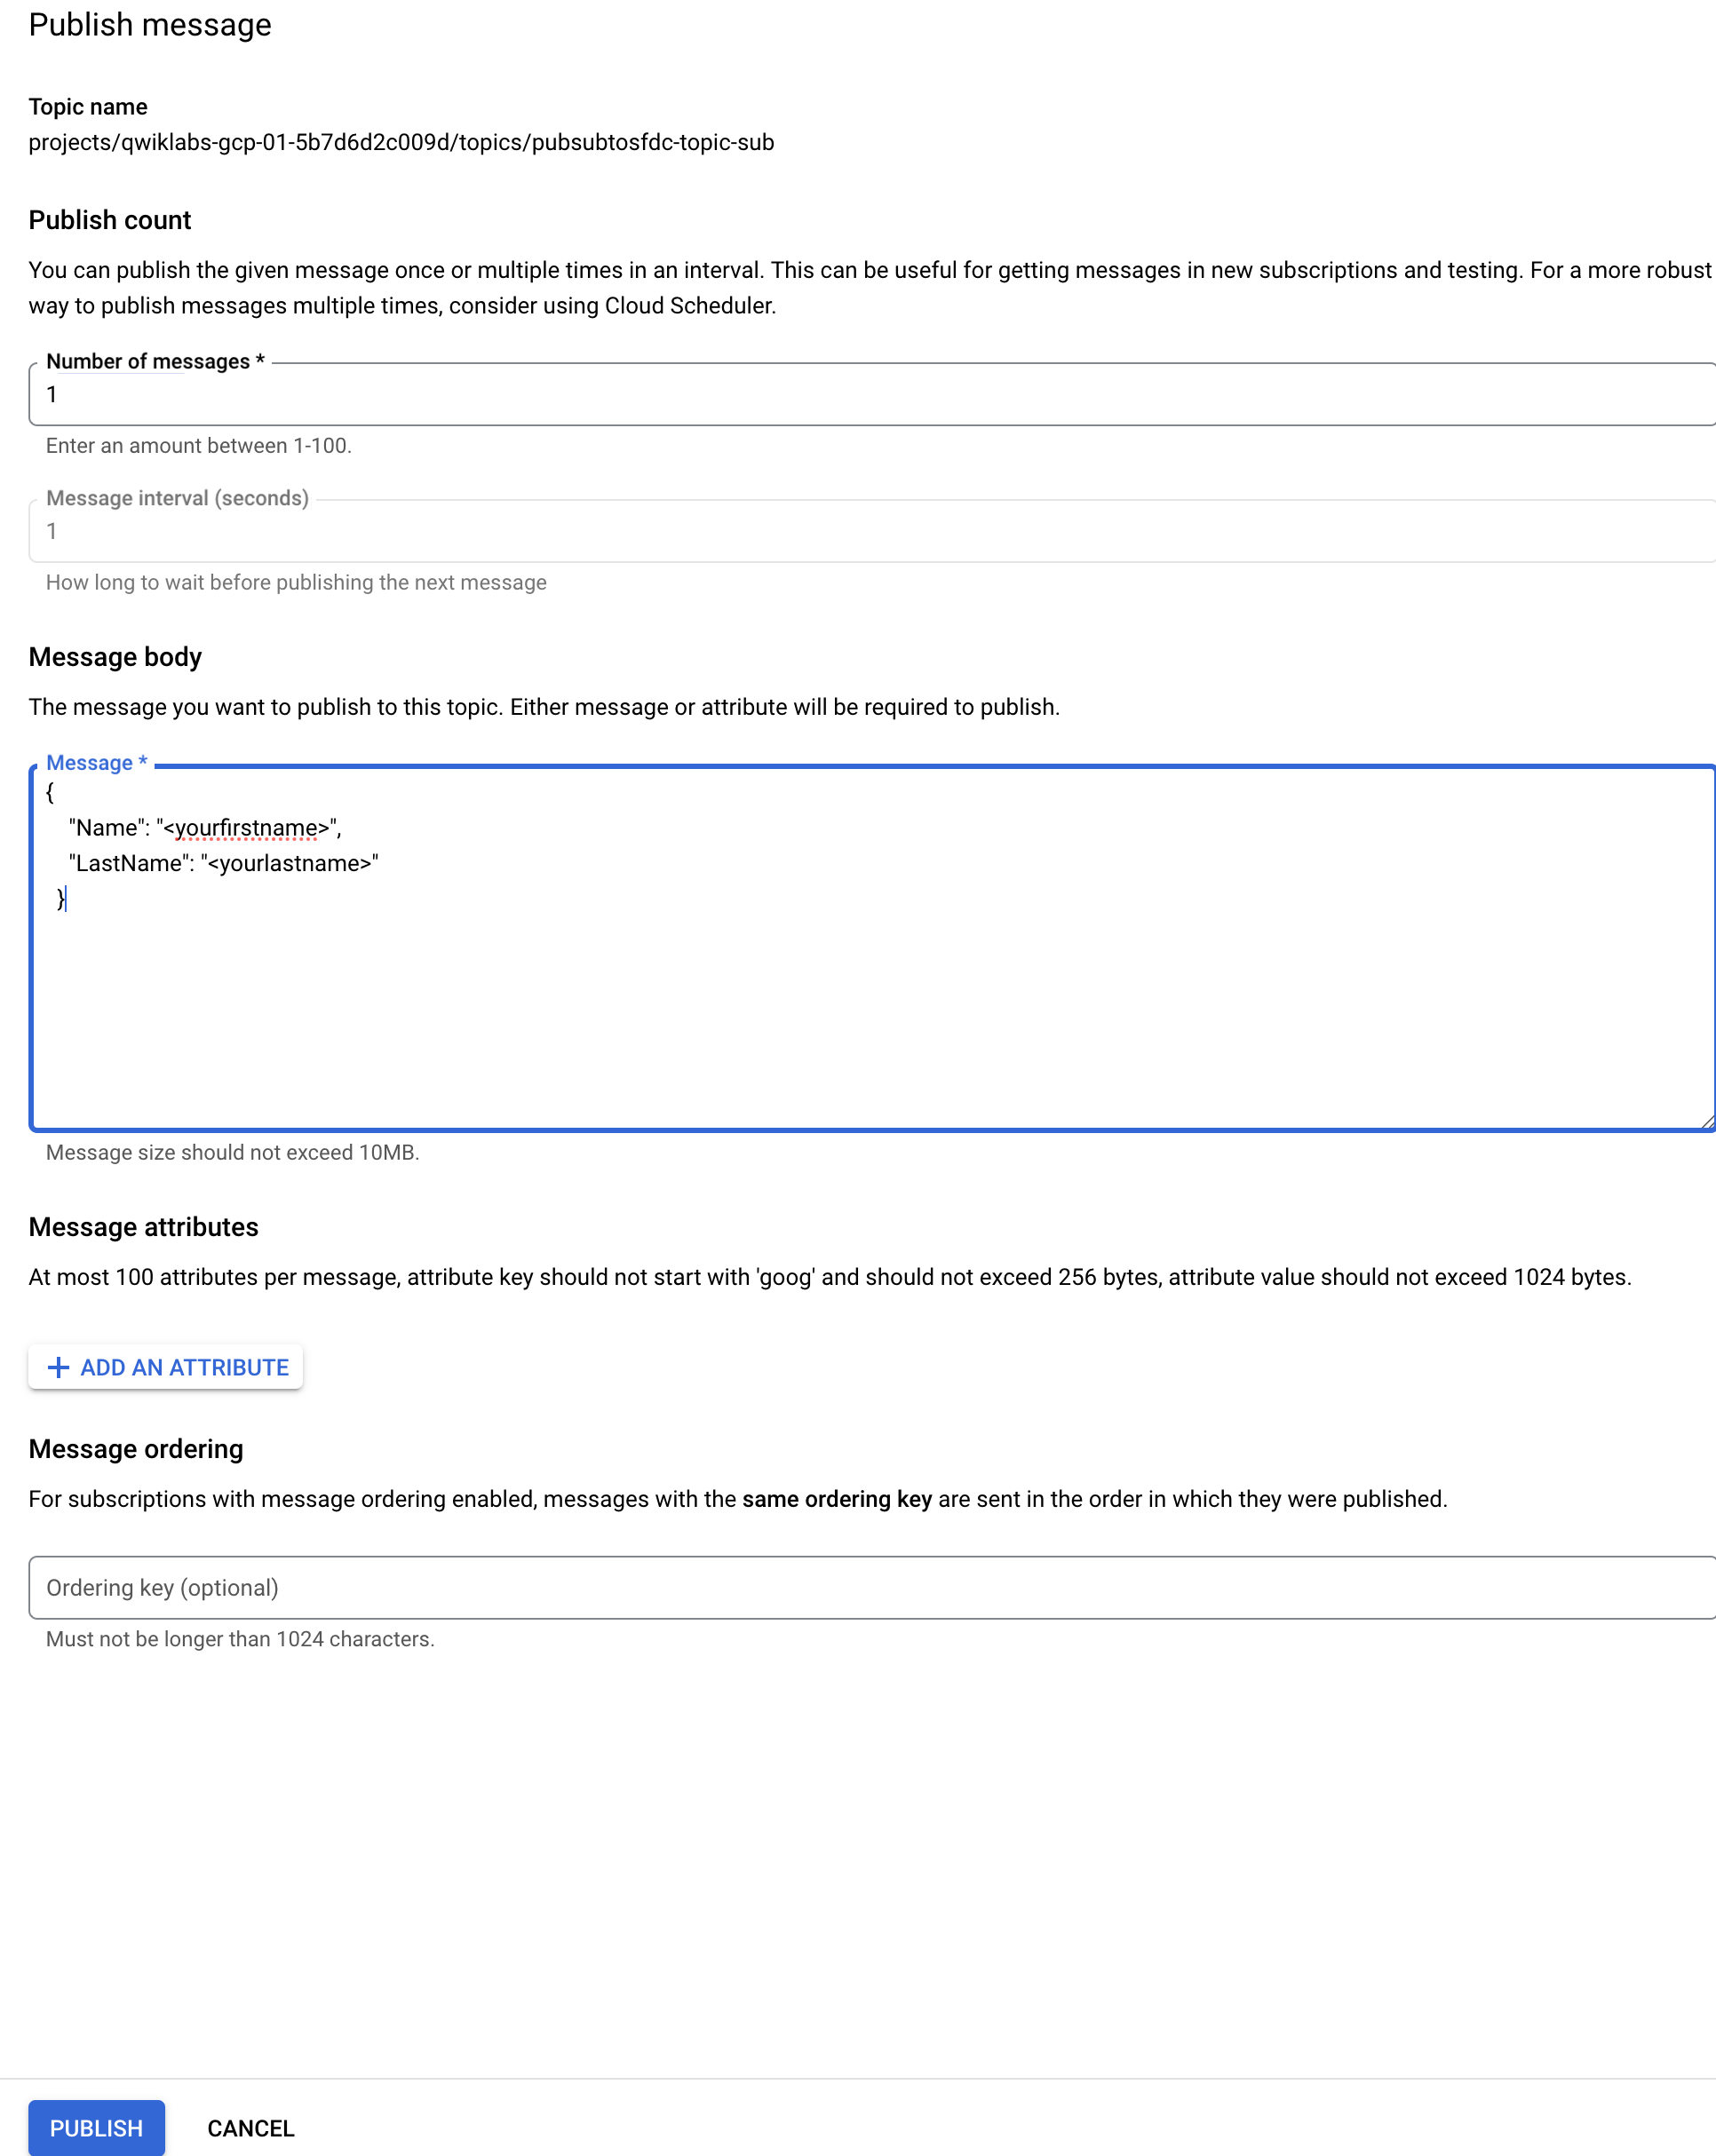 Publish message
Topic name
projects/qwiklabs-gcp-01-5b7d6d2c009d/topics/pubsubtosfdc-topic-sub
Publish count
You can publish the given message once or multiple times in an interval. This can be useful for getting messages in new subscriptions and testing. For a more robust
way to publish messages multiple times, consider using Cloud Scheduler.
Number of messages *
1
Enter an amount between 1-100.
Message interval (seconds)
1
How long to wait before publishing the next message
Message body
The message you want to publish to this topic. Either message or attribute will be required to publish.
Message *
{
"Name": "<yourfirstname>",
"LastName": "<yourlastname>"
}
Message size should not exceed 10MB.
Message attributes
At most 100 attributes per message, attribute key should not start with 'goog' and should not exceed 256 bytes, attribute value should not exceed 1024 bytes.
+ ADD AN ATTRIBUTE
Message ordering
For subscriptions with message ordering enabled, messages with the same ordering key are sent in the order in which they were published.
Ordering key (optional)
Must not be longer than 1024 characters.
PUBLISH CANCEL